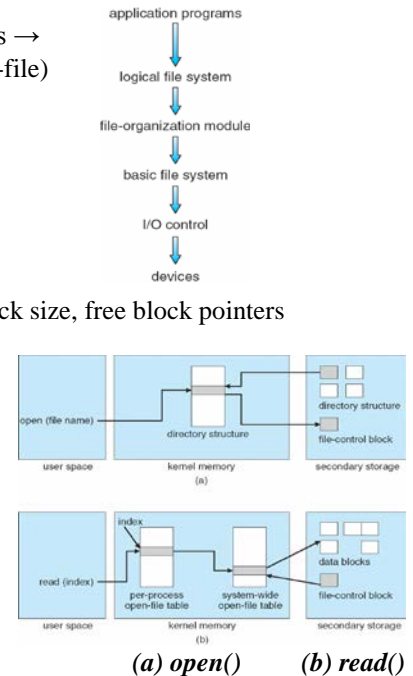 application programs
s →
logical file system
-file)
file-organization module
basic file system
I/O control
devices
ck size, free block pointers
open (file name)
directory structure
directory structure
file-control block
user space
kernel memory
secondary storage
(a)
index
read (index)
per-process
open-file table
system-wide
open-file table
data blocks
file-control block
user space
kernel memory
secondary storage
(b)
(a) open() (b) read()